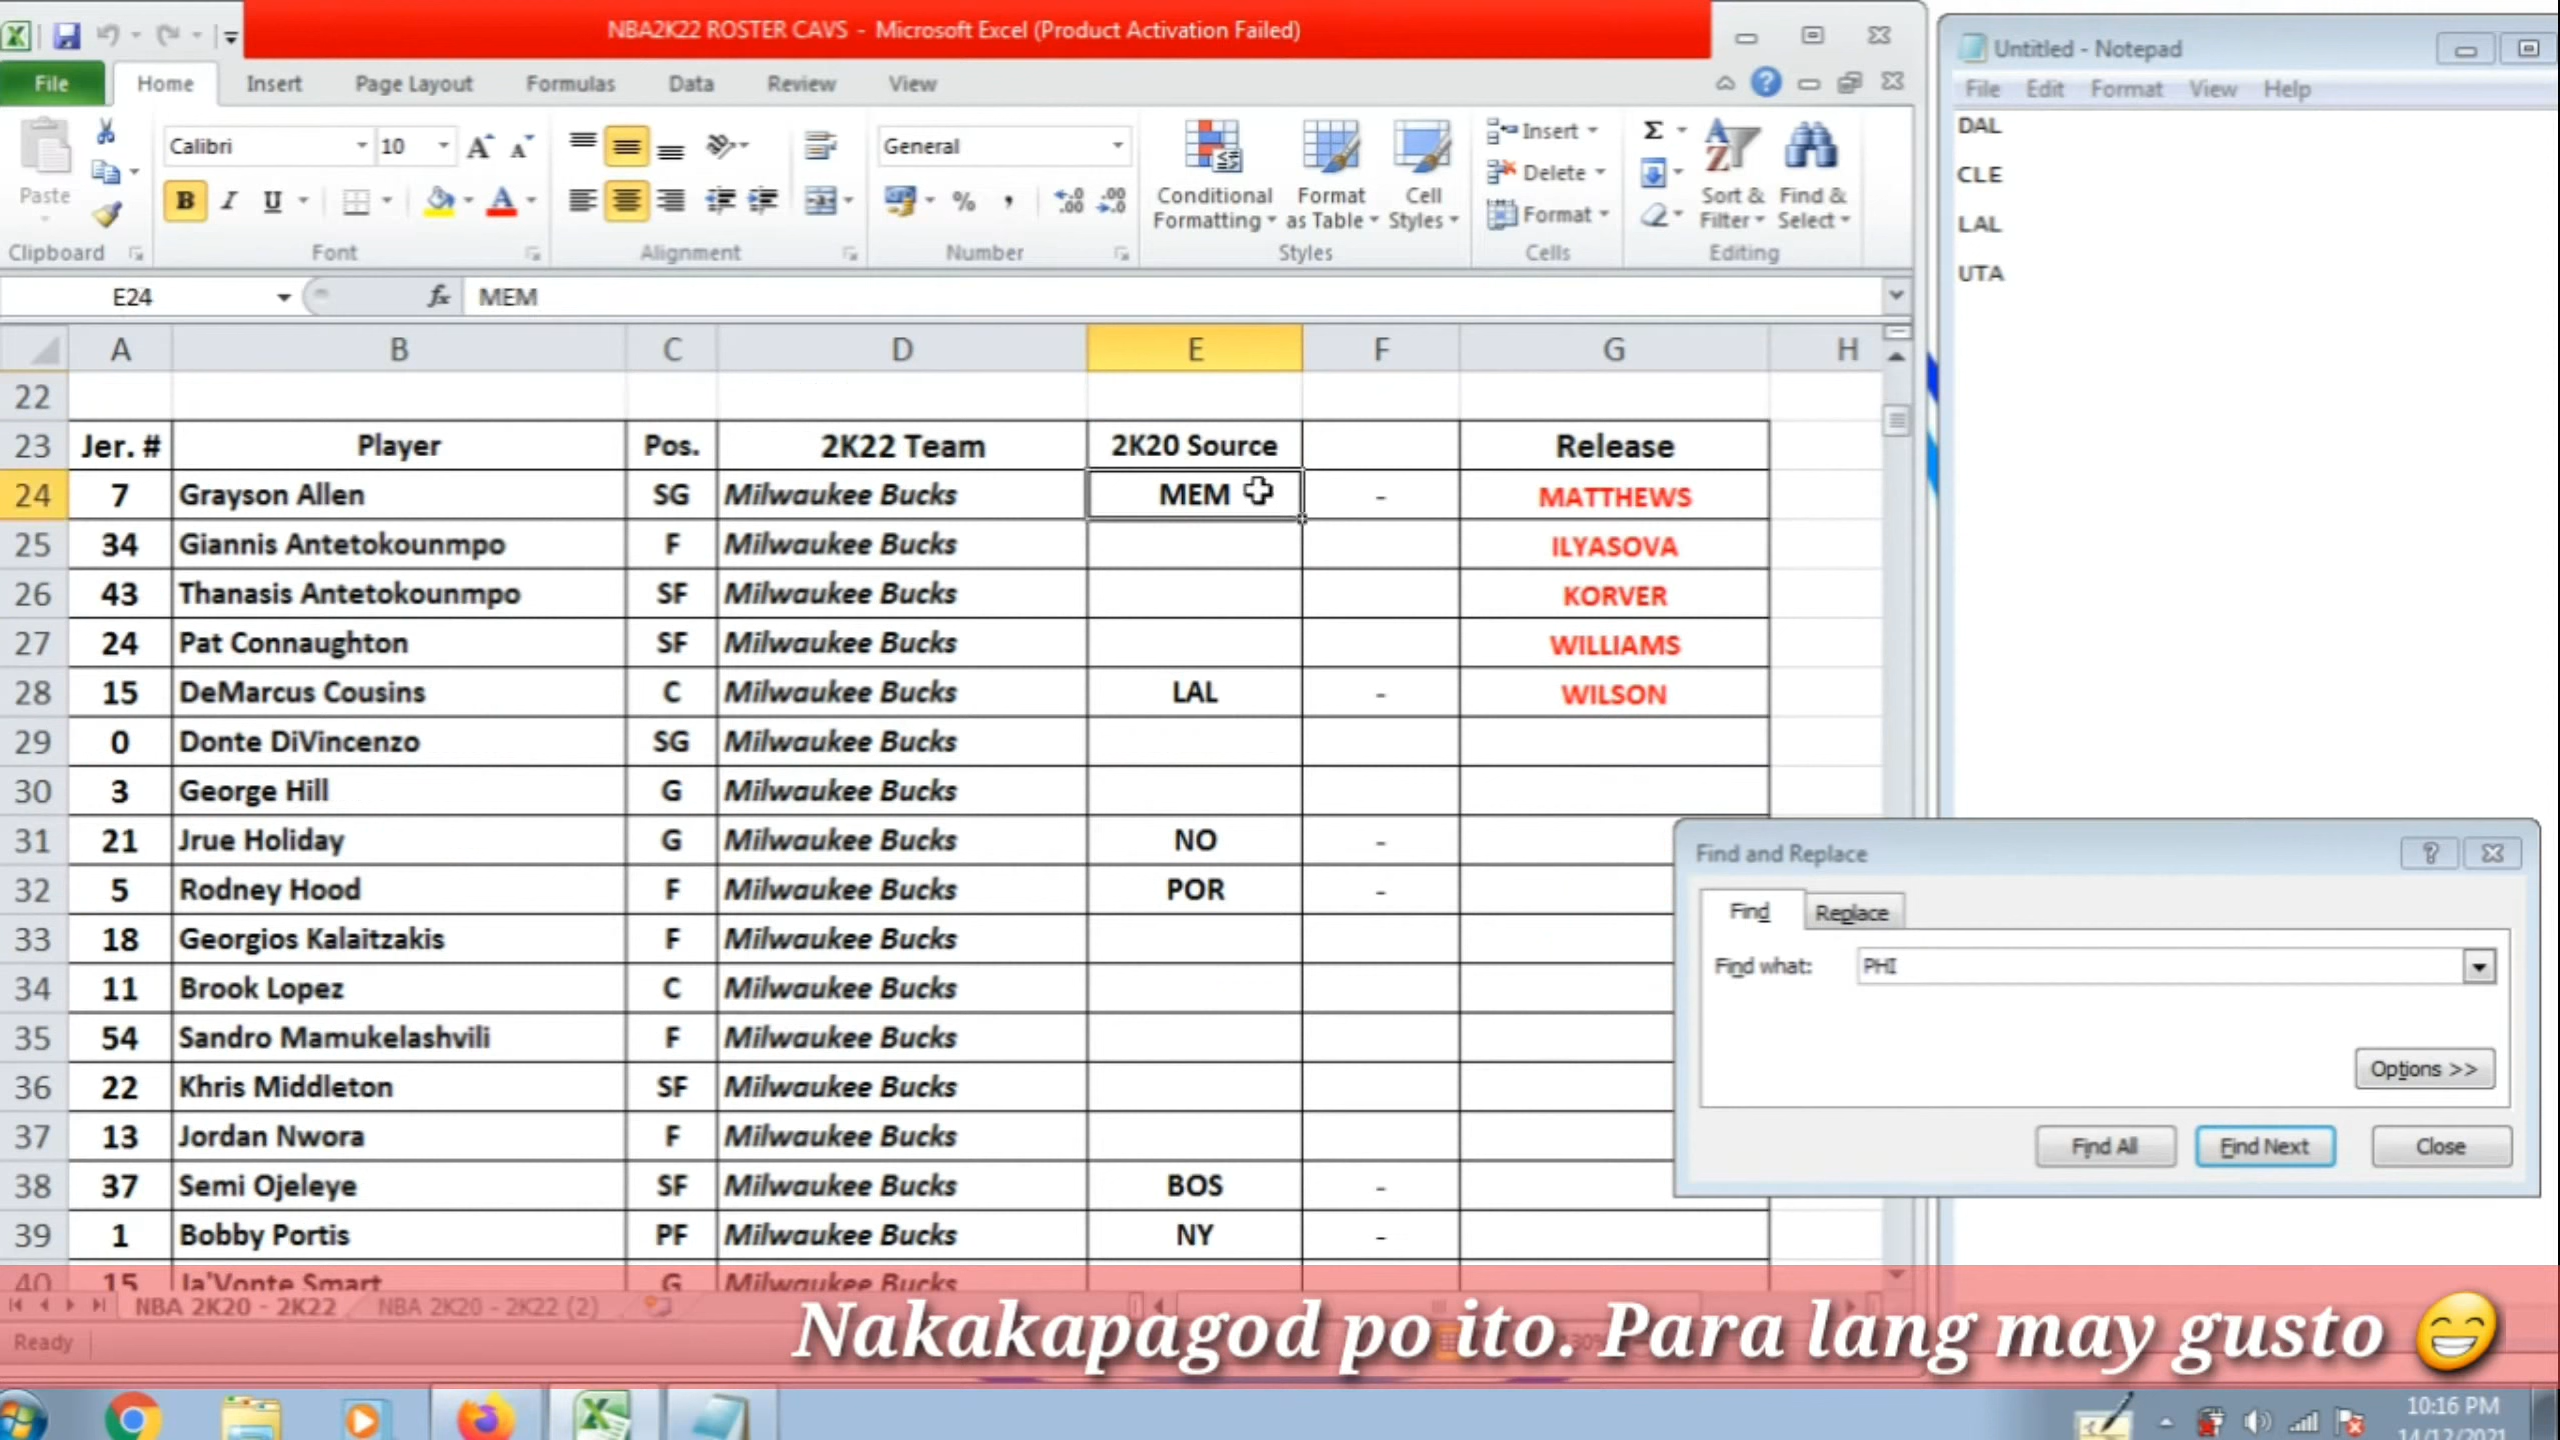 NBA2K22 ROSTER CAVS - Microsoft Excel (Product Activation Failed)
File Home Insert Page Layout Formulas Data Review View
Paste
Calibri 10
B I U
General
% ,
Conditional Formatting
Format as Table
Cell Styles
Insert
Delete
Format
Σ
Sort & Filter
Find & Select
Clipboard Font Alignment Number Styles Cells Editing
E24 fx MEM
A B C D E F G H
22
23 Jer. # Player Pos. 2K22 Team 2K20 Source Release
24 7 Grayson Allen SG Milwaukee Bucks MEM - MATTHEWS
25 34 Giannis Antetokounmpo F Milwaukee Bucks ILYASOVA
26 43 Thanasis Antetokounmpo SF Milwaukee Bucks KORVER
27 24 Pat Connaughton SF Milwaukee Bucks WILLIAMS
28 15 DeMarcus Cousins C Milwaukee Bucks LAL - WILSON
29 0 Donte DiVincenzo SG Milwaukee Bucks
30 3 George Hill G Milwaukee Bucks
31 21 Jrue Holiday G Milwaukee Bucks NO -
32 5 Rodney Hood F Milwaukee Bucks POR -
33 18 Georgios Kalaitzakis F Milwaukee Bucks
34 11 Brook Lopez C Milwaukee Bucks
35 54 Sandro Mamukelashvili F Milwaukee Bucks
36 22 Khris Middleton SF Milwaukee Bucks
37 13 Jordan Nwora F Milwaukee Bucks
38 37 Semi Ojeleye SF Milwaukee Bucks BOS -
39 1 Bobby Portis PF Milwaukee Bucks NY -
40 15 Ja'Vonte Smart G Milwaukee Bucks
NBA 2K20 - 2K22 NBA 2K20 - 2K22 (2)
Ready
Untitled - Notepad
File Edit Format View Help
DAL
CLE
LAL
UTA
Find and Replace
Find Replace
Find what: PHI
Options >>
Find All Find Next Close
Nakakapagod po ito. Para lang may gusto 😁
10:16 PM
14/12/2021